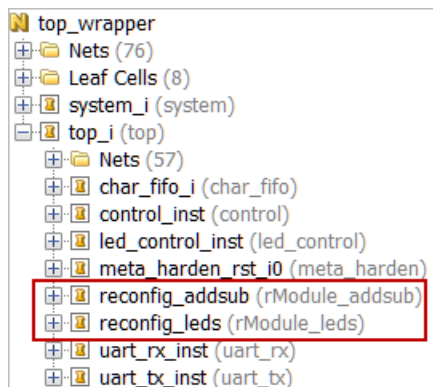 top_wrapper
Nets (76)
Leaf Cells (8)
system_i (system)
top_i (top)
Nets (57)
char_fifo_i (char_fifo)
control_inst (control)
led_control_inst (led_control)
meta_harden_rst_i0 (meta_harden)
reconfig_addsub (rModule_addsub)
reconfig_leds (rModule_leds)
uart_rx_inst (uart_rx)
uart_tx_inst (uart_tx)